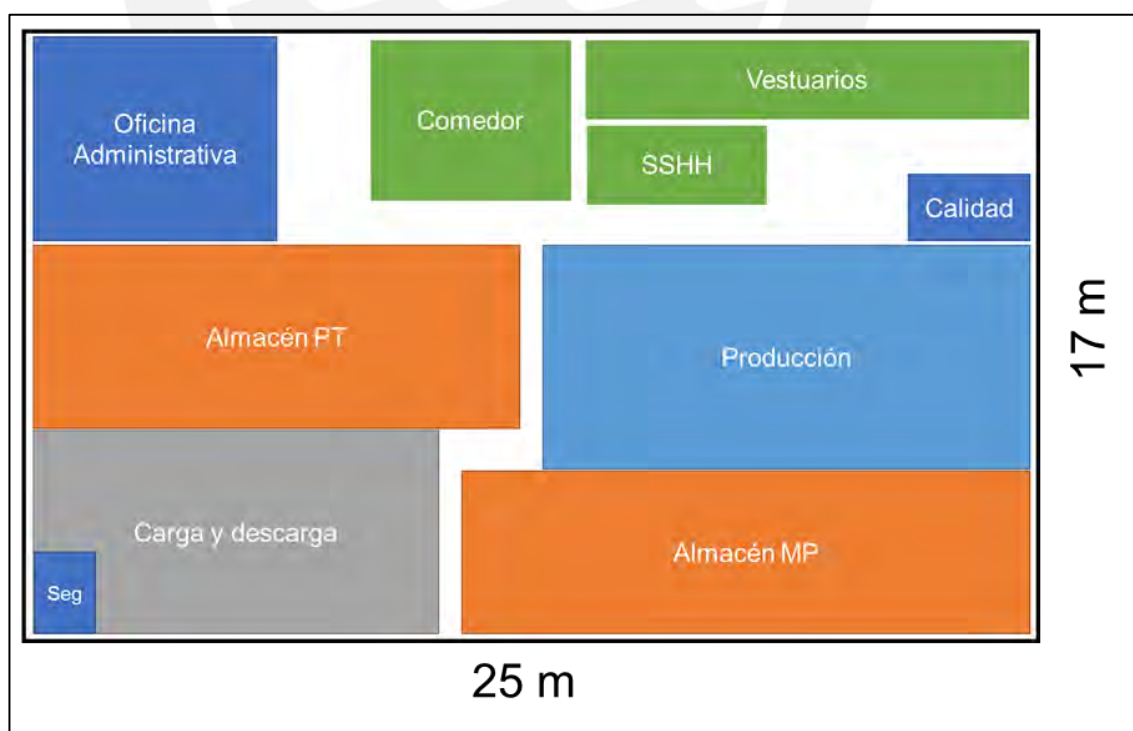 Oficina
Administrativa
Comedor
Vestuarios
SSHH
Calidad
Almacén PT
Producción
17 m
Carga y descarga
Almacén MP
Seg
25 m